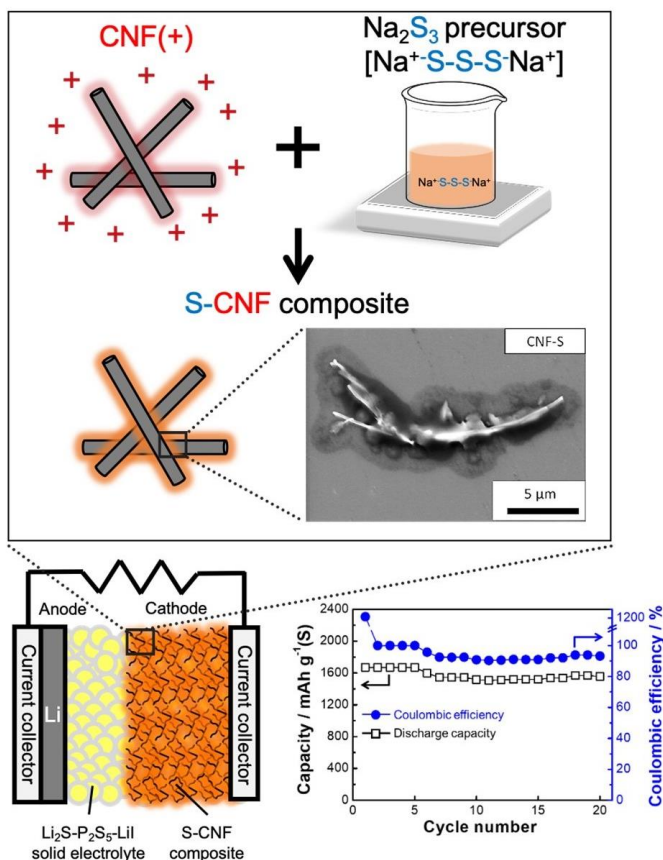 CNF(+)
Na₂S₃ precursor
[Na⁺⁻S-S-S⁻Na⁺]
Na⁺⁻S-S-S⁻Na⁺
S-CNF composite
CNF-S
5 μm
Anode
Cathode
Current collector
Li
Current collector
Li₂S-P₂S₅-LiI
solid electrolyte
S-CNF
composite
Capacity / mAh g⁻¹(S)
2400
2000
1600
1200
800
400
0
Coulombic efficiency
Discharge capacity
0
5
10
15
20
Cycle number
1200
100
80
60
40
20
0
Coulombic efficiency / %